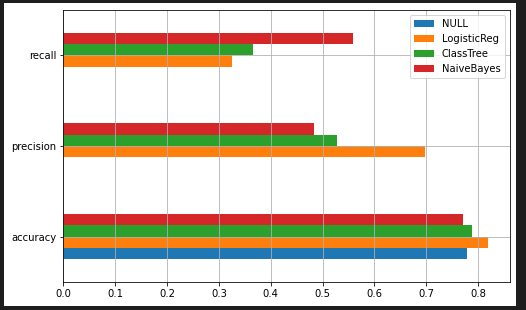 NULL
LogisticReg
ClassTree
NaiveBayes
recall
precision
accuracy
0.0 0.1 0.2 0.3 0.4 0.5 0.6 0.7 0.8